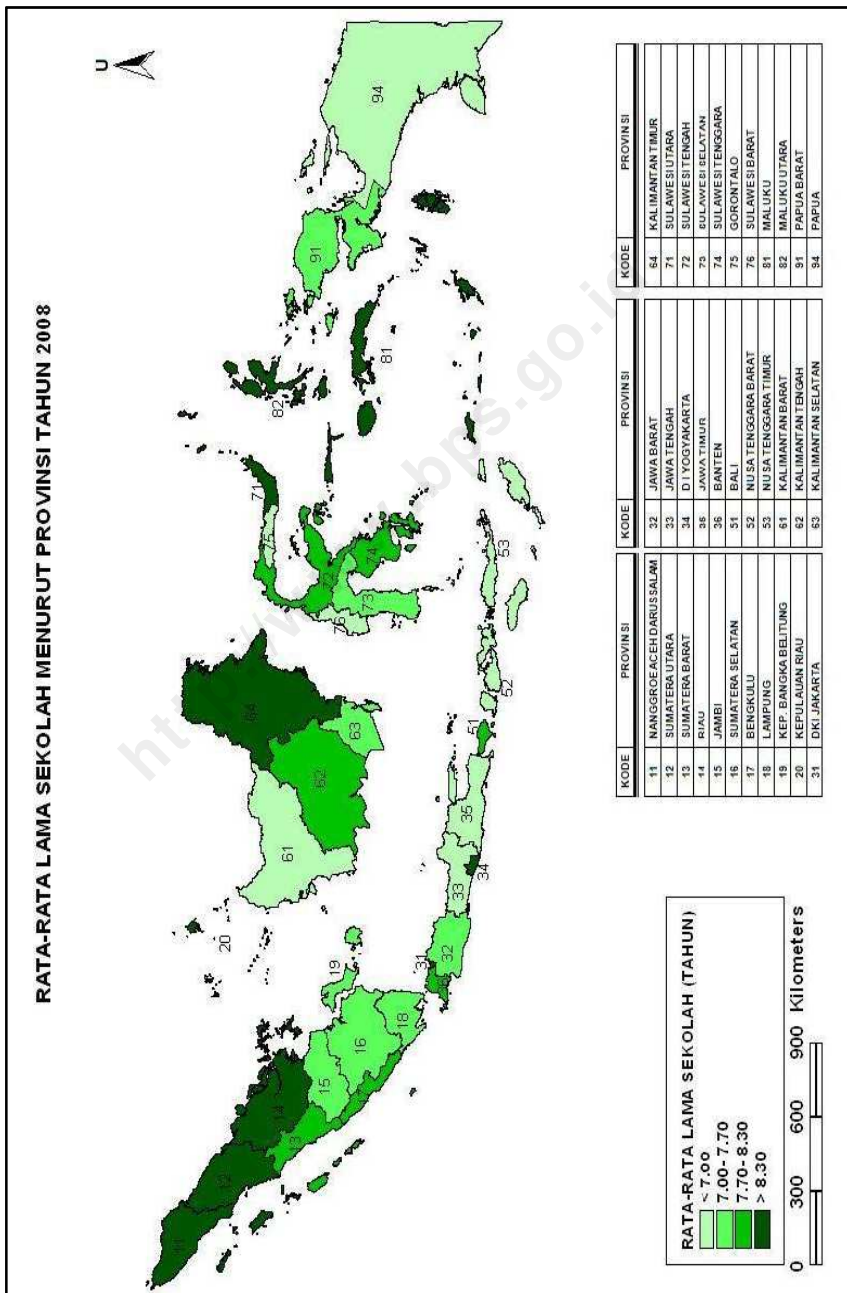 RATA-RATA LAMA SEKOLAH MENURUT PROVINSI TAHUN 2008
U
11
12
13
14
15
16
18
19
20
31
32
33
34
35
51
52
53
61
62
63
64
71
72
73
74
75
76
81
82
91
94
RATA-RATA LAMA SEKOLAH (TAHUN)
< 7.00
7.00- 7.70
7.70- 8.30
> 8.30
0 300 600 900 Kilometers
KODE PROVINSI
11 NANGGROE ACEH DARUSSALAM
12 SUMATERA UTARA
13 SUMATERA BARAT
14 RIAU
15 JAMBI
16 SUMATERA SELATAN
17 BENGKULU
18 LAMPUNG
19 KEP. BANGKA BELITUNG
20 KEPULAUAN RIAU
31 DKI JAKARTA
KODE PROVINSI
32 JAWA BARAT
33 JAWA TENGAH
34 D I YOGYAKARTA
35 JAWA TIMUR
36 BANTEN
51 BALI
52 NUSA TENGGARA BARAT
53 NUSA TENGGARA TIMUR
61 KALIMANTAN BARAT
62 KALIMANTAN TENGAH
63 KALIMANTAN SELATAN
KODE PROVINSI
64 KALIMANTAN TIMUR
71 SULAWESI UTARA
72 SULAWESI TENGAH
73 SULAWESI SELATAN
74 SULAWESI TENGGARA
75 GORONTALO
76 SULAWESI BARAT
81 MALUKU
82 MALUKU UTARA
91 PAPUA BARAT
94 PAPUA